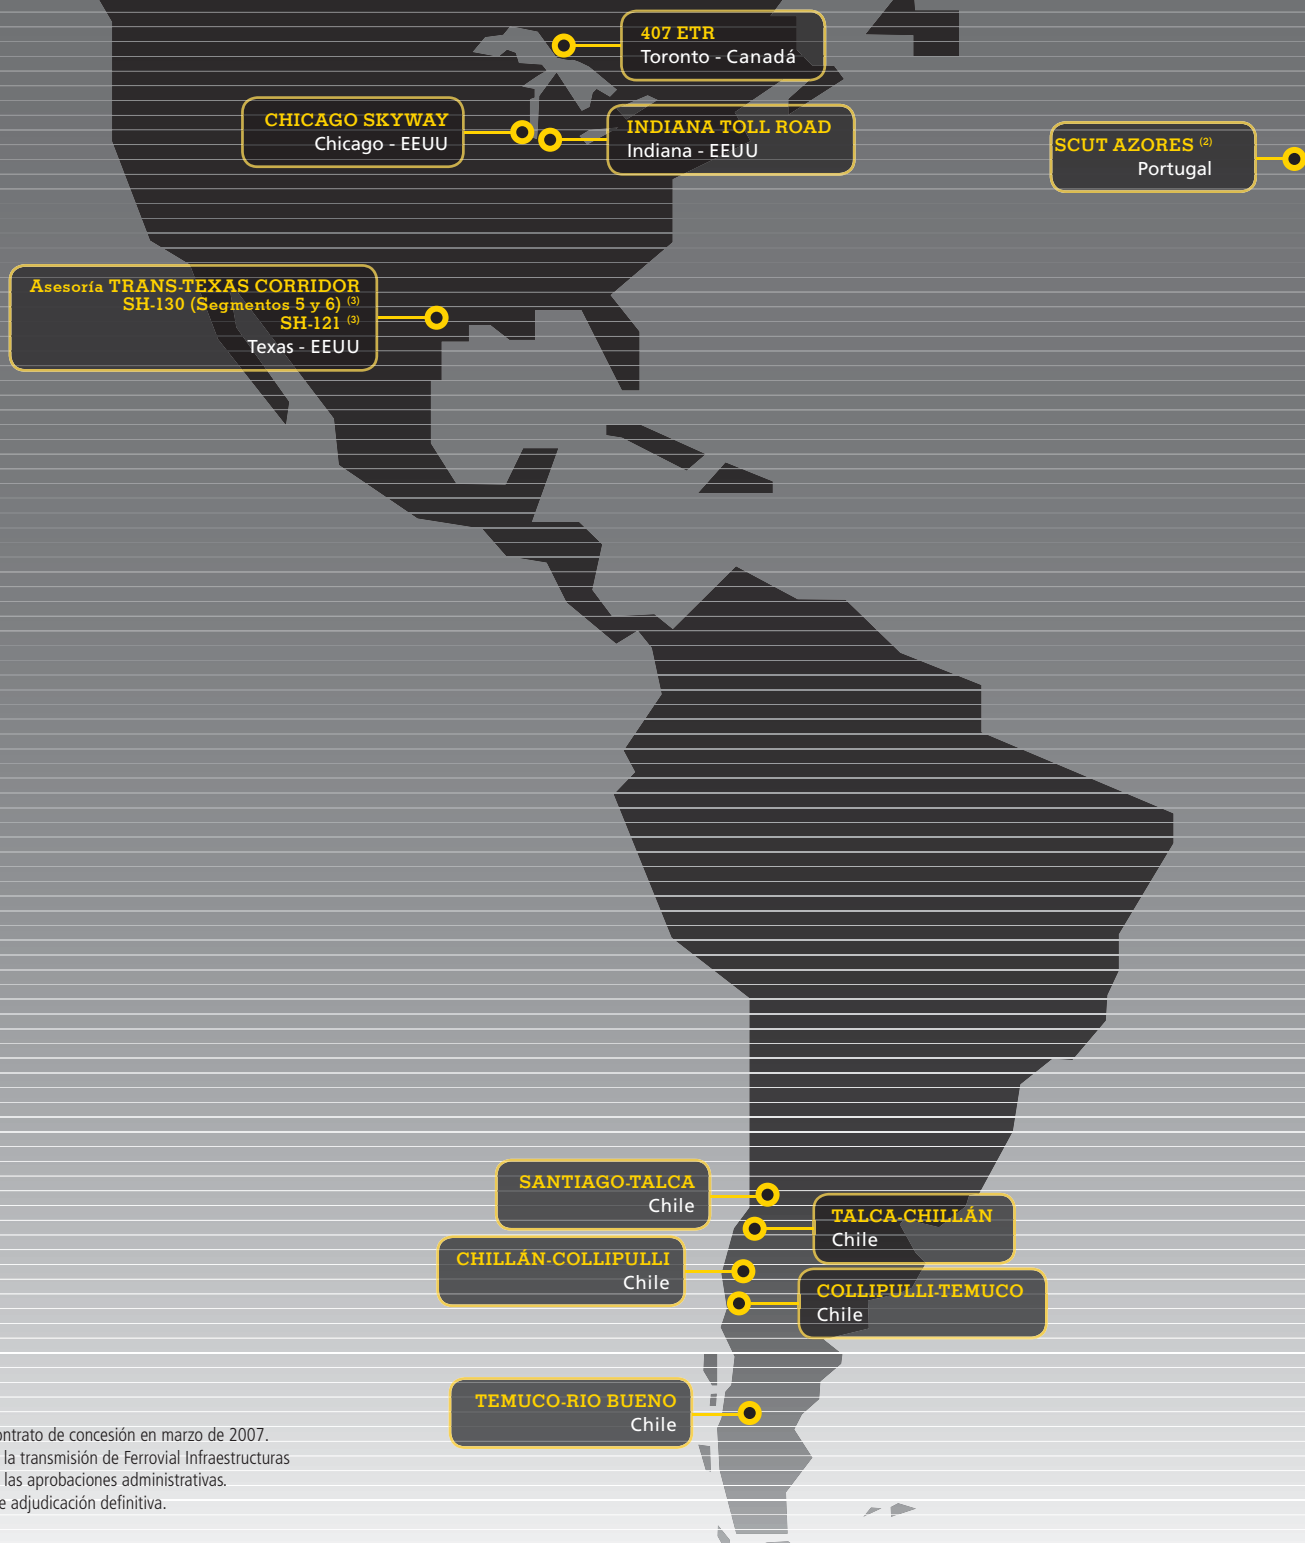 407 ETR
Toronto - Canadá
CHICAGO SKYWAY
Chicago - EEUU
INDIANA TOLL ROAD
Indiana - EEUU
SCUT AZORES (2)
Portugal
Asesoría TRANS-TEXAS CORRIDOR
SH-130 (Segmentos 5 y 6) (3)
SH-121 (3)
Texas - EEUU
SANTIAGO-TALCA
Chile
TALCA-CHILLÁN
Chile
CHILLÁN-COLLIPULLI
Chile
COLLIPULLI-TEMUCO
Chile
TEMUCO-RIO BUENO
Chile
ontrato de concesión en marzo de 2007.
la transmisión de Ferrovial Infraestructuras
las aprobaciones administrativas.
e adjudicación definitiva.